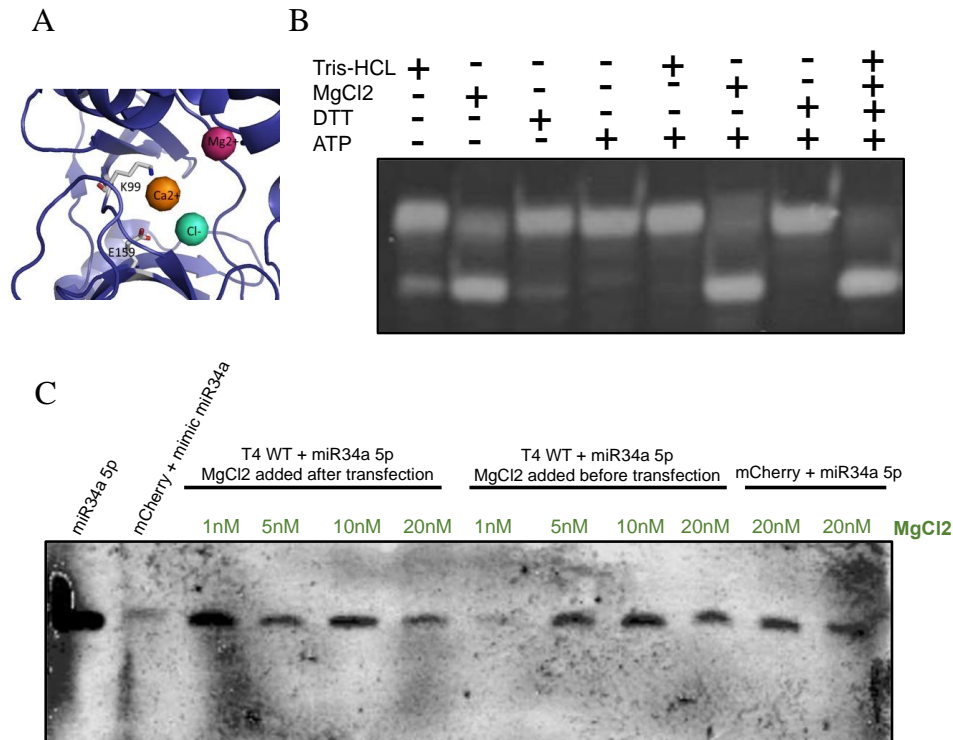 A
B
Mg2+
K99
Ca2+
Cl-
E159
Tris-HCL + - - - + - - +
MgCl2 - + - - - + - +
DTT - - + - - - + +
ATP - - - + + + + +
C
miR34a 5p
mCherry + mimic miR34a
T4 WT + miR34a 5p
MgCl2 added after transfection
T4 WT + miR34a 5p
MgCl2 added before transfection
mCherry + miR34a 5p
1nM 5nM 10nM 20nM 1nM 5nM 10nM 20nM 20nM 20nM MgCl2